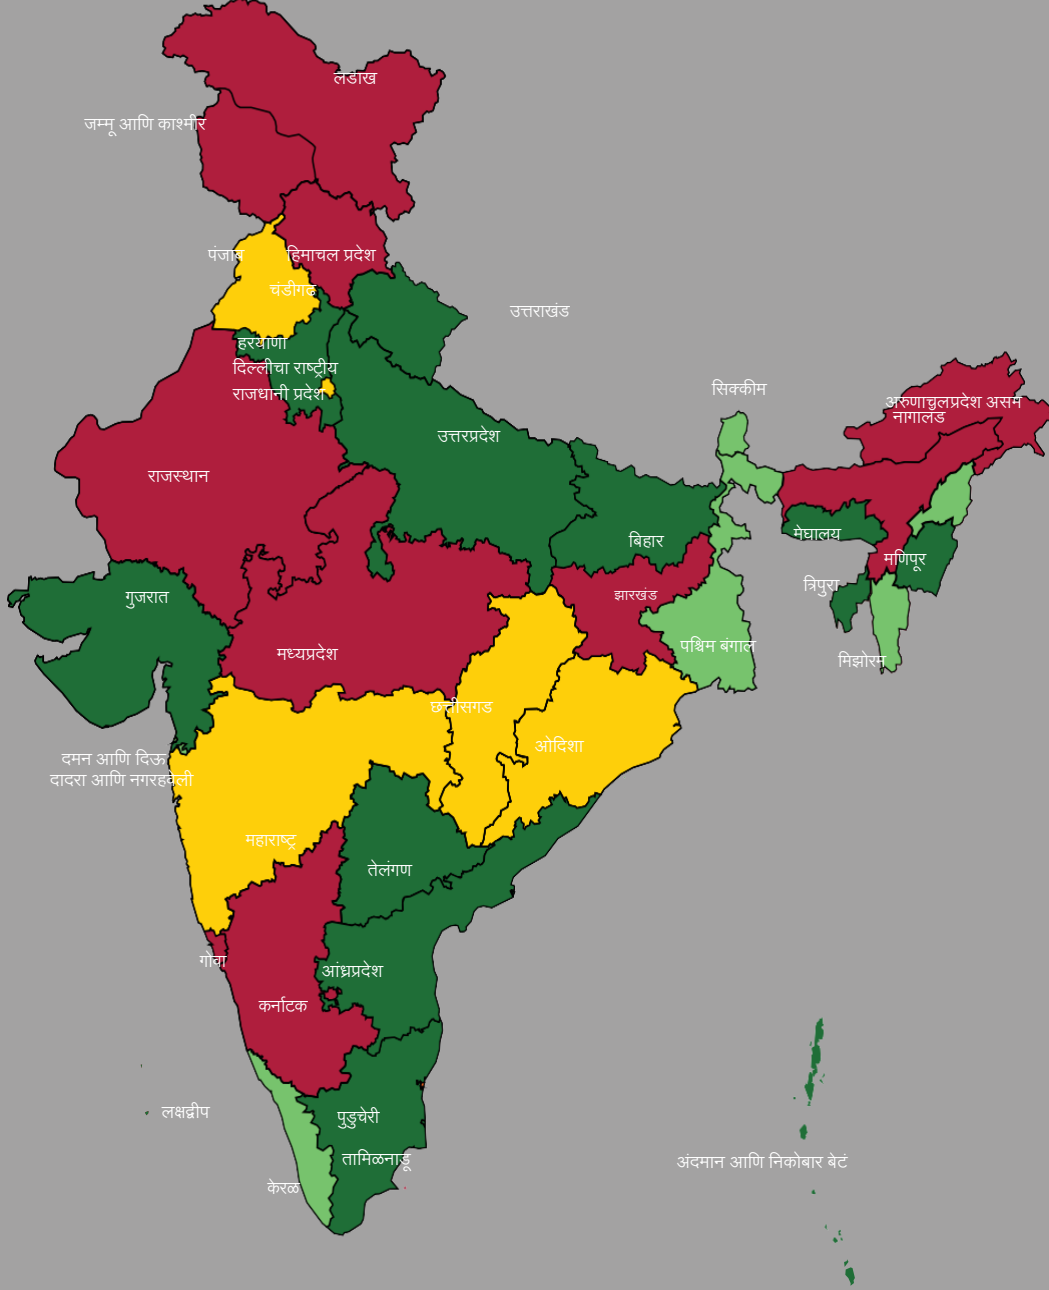 लडाख
जम्मू आणि काश्मीर
पंजाब
हिमाचल प्रदेश
चंडीगढ
उत्तराखंड
हरयाणा
दिल्लीचा राष्ट्रीय
राजधानी प्रदेश
सिक्कीम
अरुणाचलप्रदेश असम
नागालँड
उत्तरप्रदेश
राजस्थान
मेघालय
बिहार
मणिपूर
त्रिपुरा
झारखंड
गुजरात
पश्चिम बंगाल
मध्यप्रदेश
मिझोरम
छत्तीसगड
ओदिशा
दमन आणि दिऊ
दादरा आणि नगरहवेली
महाराष्ट्र
तेलंगण
गोवा
आंध्रप्रदेश
कर्नाटक
लक्षद्वीप
पुडुचेरी
तामिळनाडू
अंदमान आणि निकोबार बेटं
केरळ